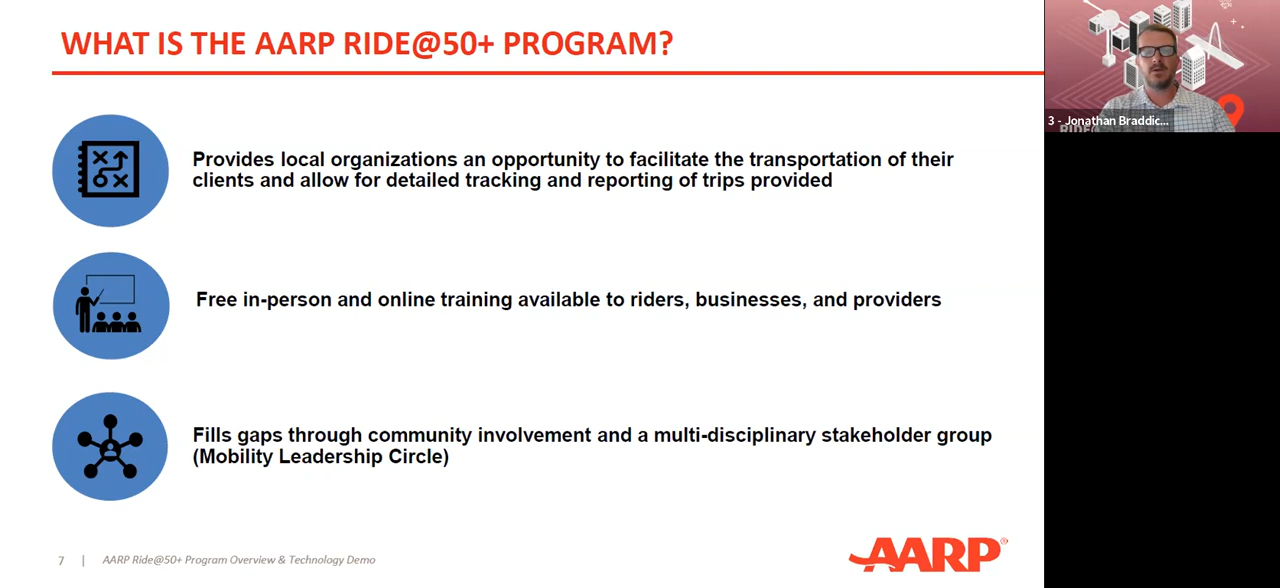 WHAT IS THE AARP RIDE@50+ PROGRAM?
3 - Jonathan Braddic...
RIDE@
Provides local organizations an opportunity to facilitate the transportation of their
clients and allow for detailed tracking and reporting of trips provided
Free in-person and online training available to riders, businesses, and providers
Fills gaps through community involvement and a multi-disciplinary stakeholder group
(Mobility Leadership Circle)
7 | AARP Ride@50+ Program Overview & Technology Demo
AARP®